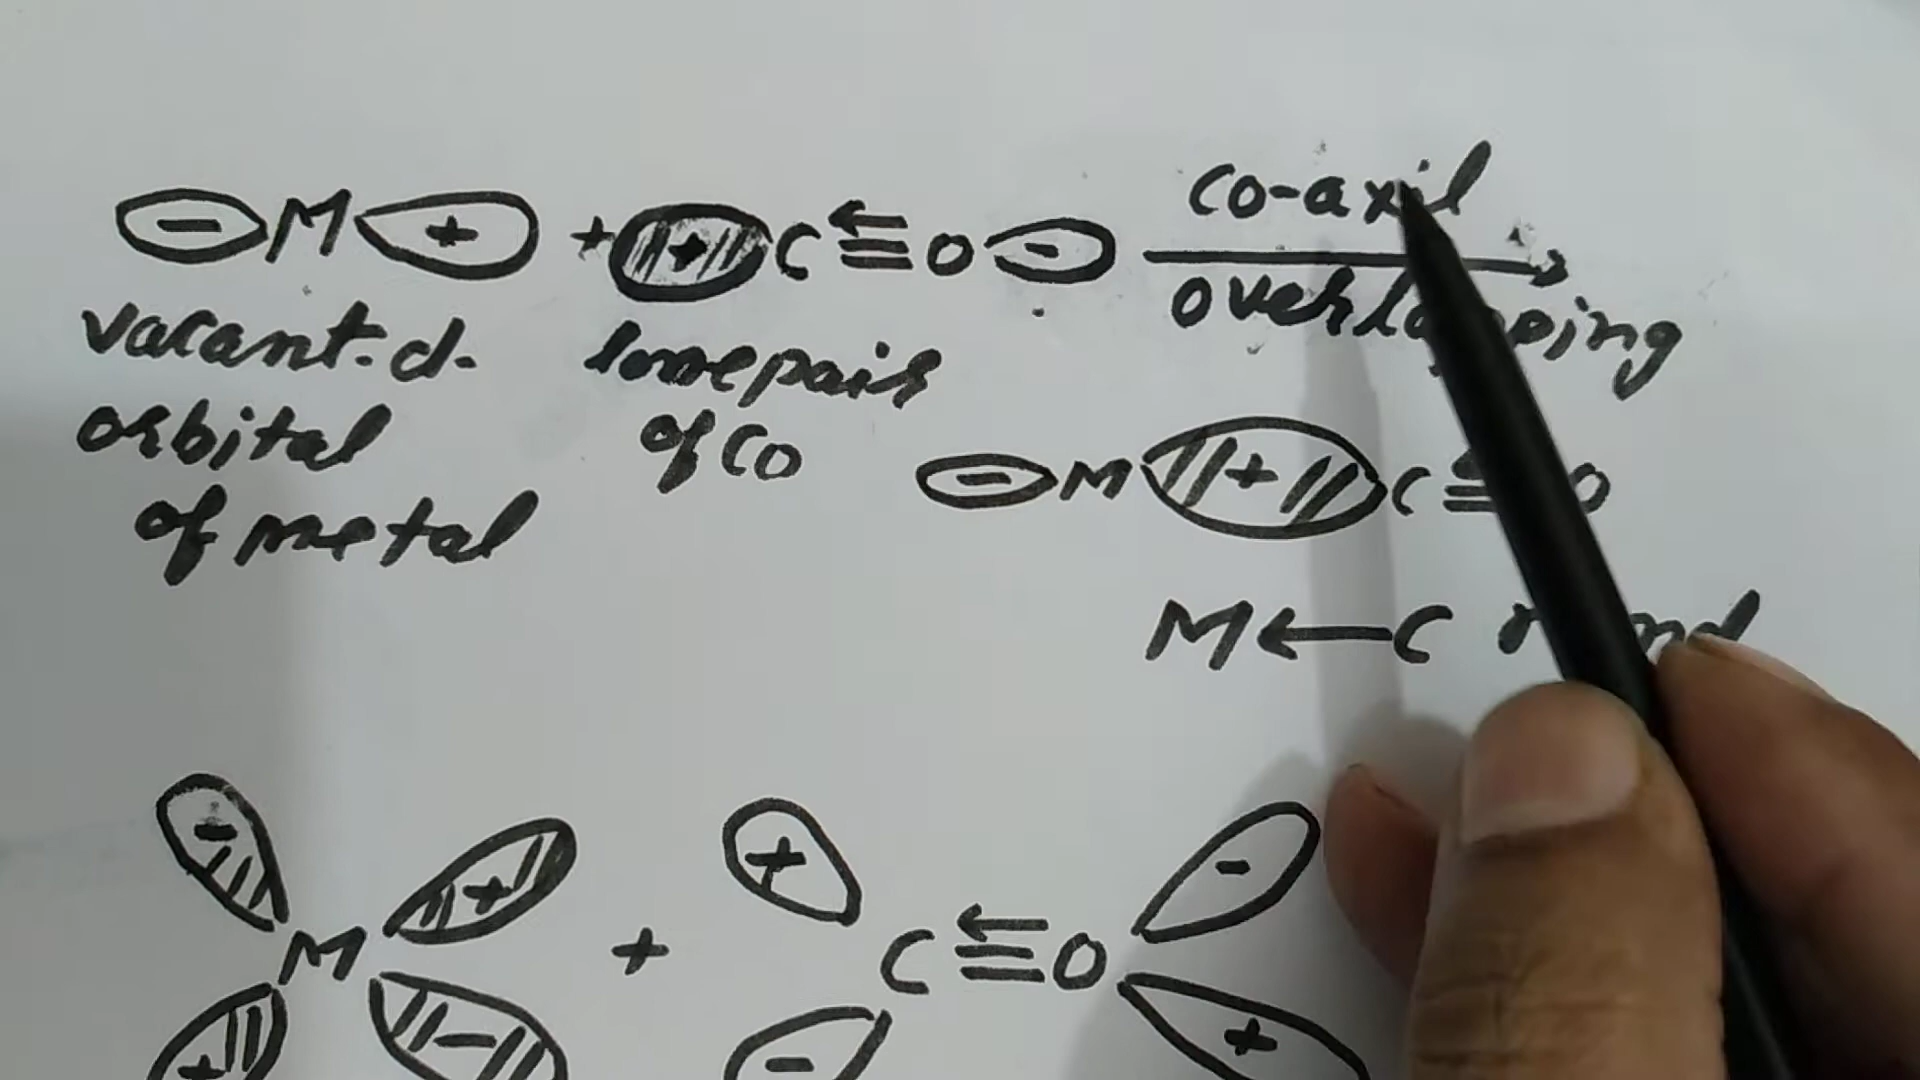 - M + + + C ≡ O - co-axil
overlapping
vacant-d-
orbital
of metal
lonepair
of co
- M + C ≡ O
M ← C
- + + -
M + C ≡ O
+ - - +